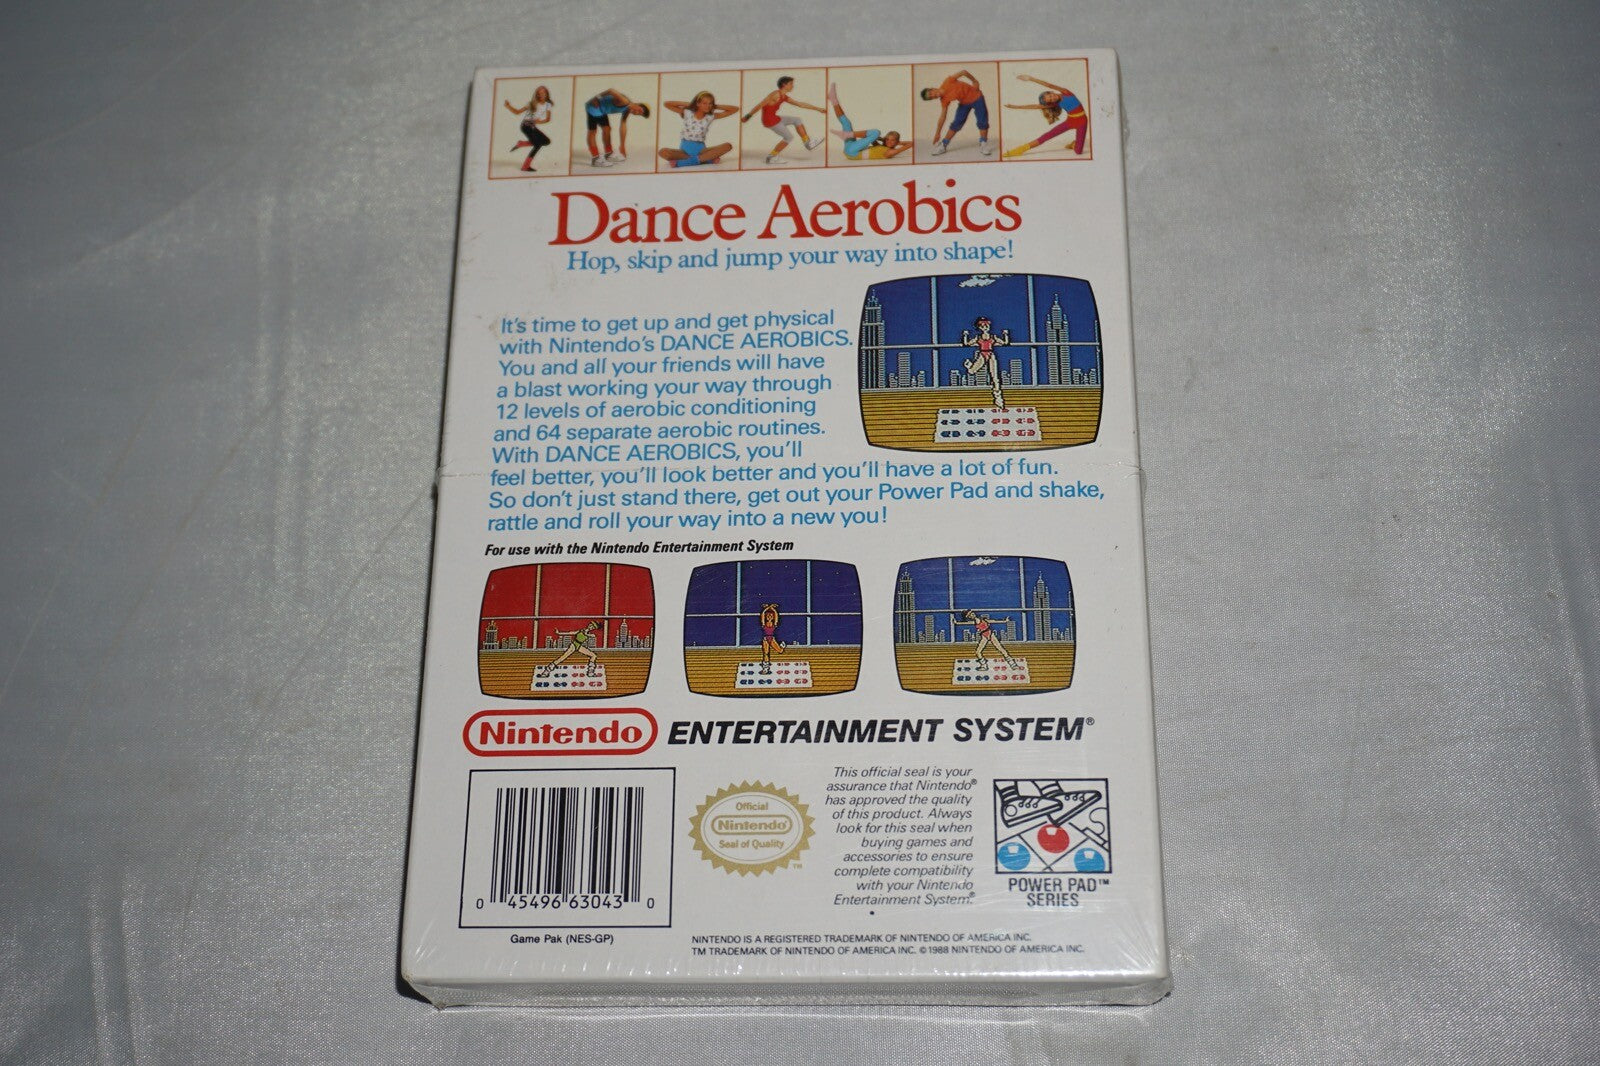 Dance Aerobics
Hop, skip and jump your way into shape!
It's time to get up and get physical
with Nintendo's DANCE AEROBICS.
You and all your friends will have
a blast working your way through
12 levels of aerobic conditioning
and 64 separate aerobic routines.
With DANCE AEROBICS, you'll
feel better, you'll look better and you'll have a lot of fun.
So don't just stand there, get out your Power Pad and shake,
rattle and roll your way into a new you!
For use with the Nintendo Entertainment System
Nintendo ENTERTAINMENT SYSTEM®
0 45496 63043 0
Game Pak (NES-GP)
Official
Nintendo®
Seal of Quality
TM
This official seal is your
assurance that Nintendo®
has approved the quality
of this product. Always
look for this seal when
buying games and
accessories to ensure
complete compatibility
with your Nintendo
Entertainment System®.
POWER PAD™
SERIES
NINTENDO IS A REGISTERED TRADEMARK OF NINTENDO OF AMERICA INC.
TM TRADEMARK OF NINTENDO OF AMERICA INC. ©1988 NINTENDO OF AMERICA INC.